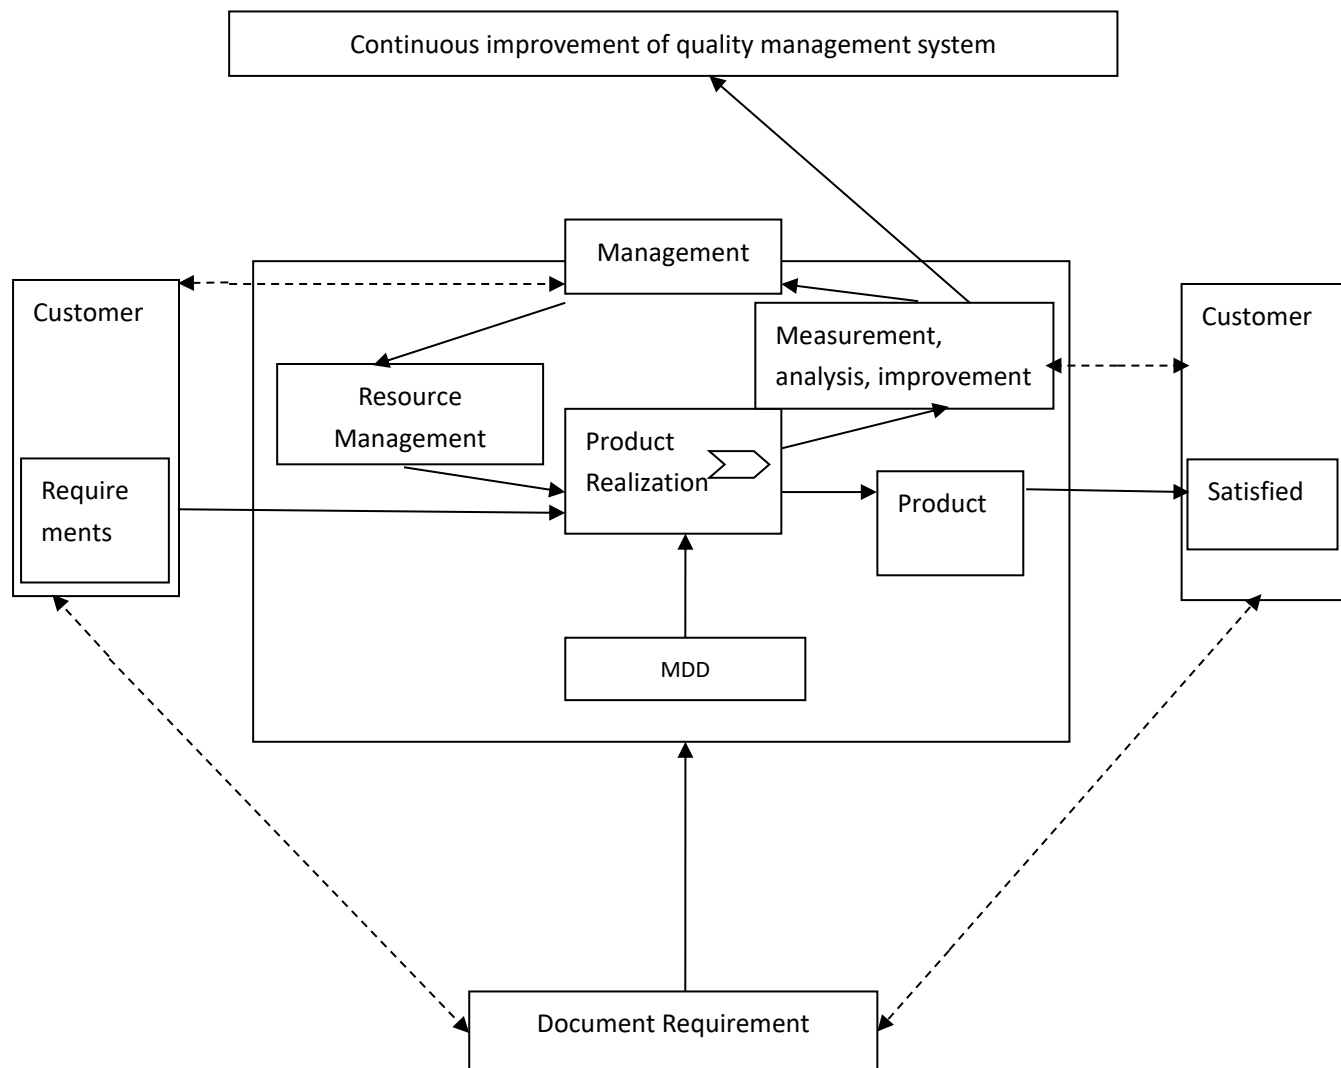 Continuous improvement of quality management system
Management
Customer
Measurement,
analysis, improvement
Customer
Resource
Management
Product
Realization
Require
ments
Product
Satisfied
MDD
Document Requirement